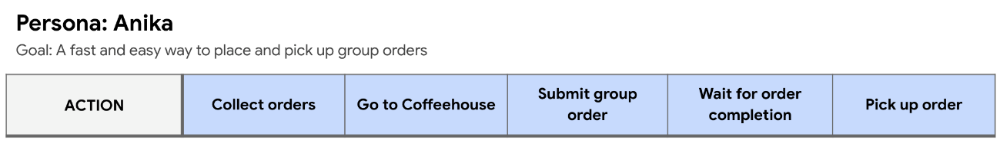 Persona: Anika
Goal: A fast and easy way to place and pick up group orders
ACTION
Collect orders
Go to Coffeehouse
Submit group
order
Wait for order
completion
Pick up order